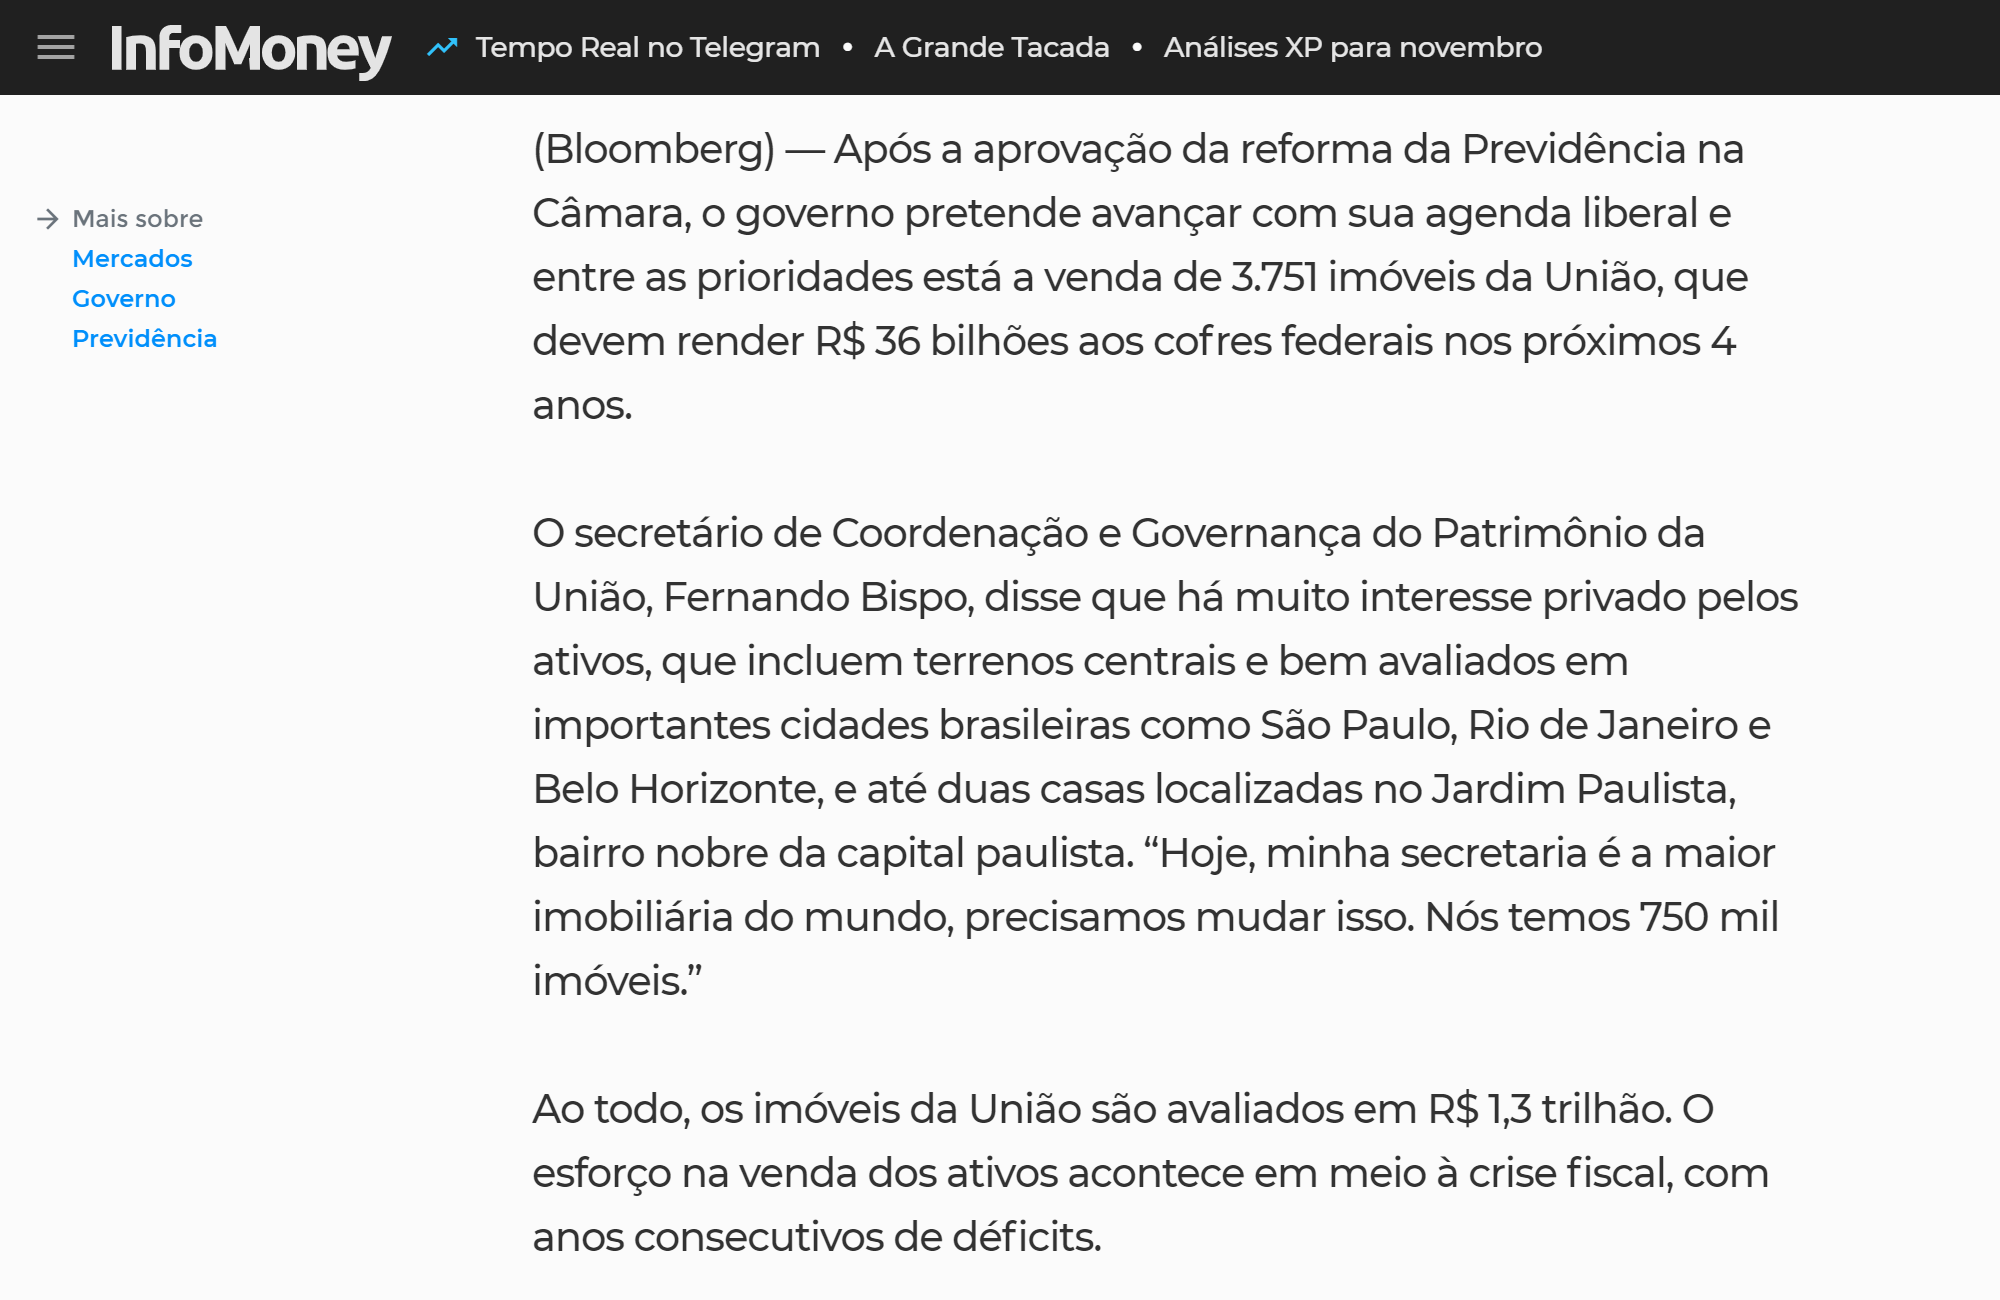 InfoMoney
Tempo Real no Telegram • A Grande Tacada • Análises XP para novembro
Mais sobre
Mercados
Governo
Previdência
(Bloomberg) — Após a aprovação da reforma da Previdência na
Câmara, o governo pretende avançar com sua agenda liberal e
entre as prioridades está a venda de 3.751 imóveis da União, que
devem render R$ 36 bilhões aos cofres federais nos próximos 4
anos.
O secretário de Coordenação e Governança do Patrimônio da
União, Fernando Bispo, disse que há muito interesse privado pelos
ativos, que incluem terrenos centrais e bem avaliados em
importantes cidades brasileiras como São Paulo, Rio de Janeiro e
Belo Horizonte, e até duas casas localizadas no Jardim Paulista,
bairro nobre da capital paulista. “Hoje, minha secretaria é a maior
imobiliária do mundo, precisamos mudar isso. Nós temos 750 mil
imóveis.”
Ao todo, os imóveis da União são avaliados em R$ 1,3 trilhão. O
esforço na venda dos ativos acontece em meio à crise fiscal, com
anos consecutivos de déficits.